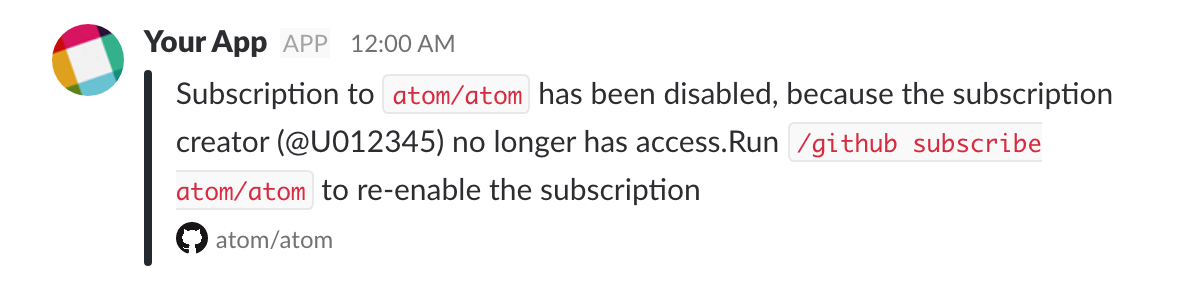 Your App APP 12:00 AM
Subscription to atom/atom has been disabled, because the subscription
creator (@U012345) no longer has access.Run /github subscribe
atom/atom to re-enable the subscription
atom/atom